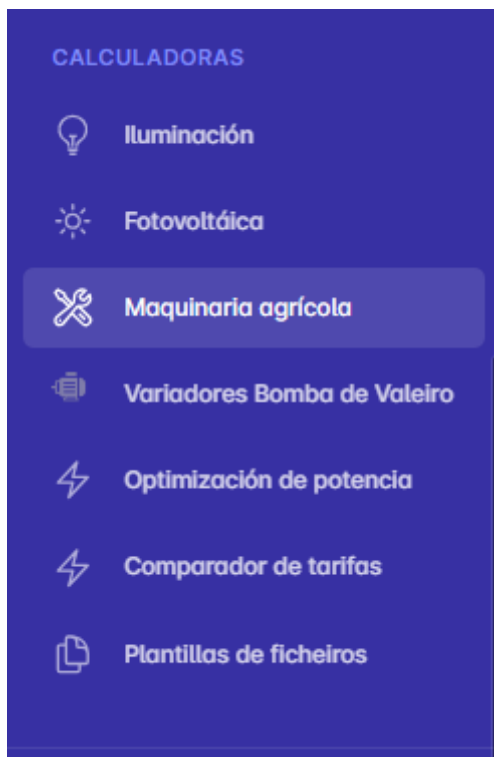 CALCULADORAS
Iluminación
Fotovoltáica
Maquinaria agrícola
Variadores Bomba de Valeiro
Optimización de potencia
Comparador de tarifas
Plantillas de ficheiros